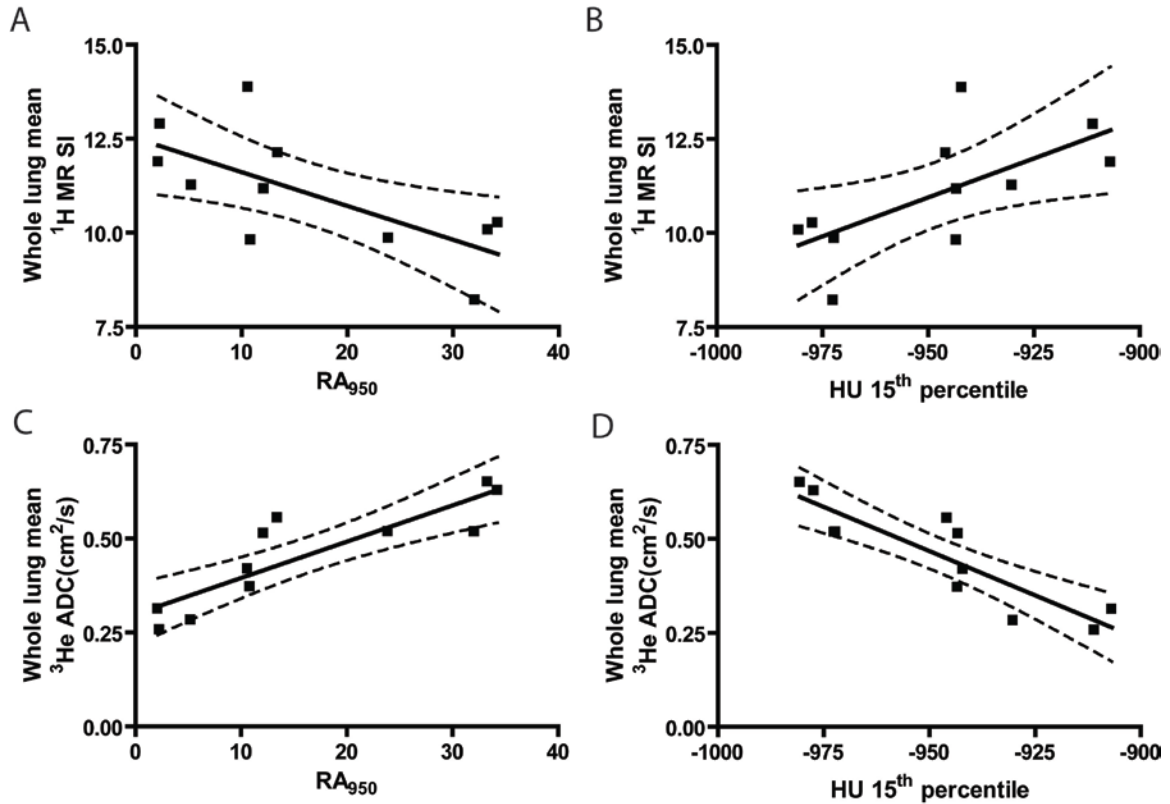 A
Whole lung mean
¹H MR SI
15.0
12.5
10.0
7.5
0
10
20
30
40
RA₉₅₀
B
Whole lung mean
¹H MR SI
15.0
12.5
10.0
7.5
-1000
-975
-950
-925
-900
HU 15ᵗʰ percentile
C
Whole lung mean
³He ADC(cm²/s)
0.75
0.50
0.25
0.00
0
10
20
30
40
RA₉₅₀
D
Whole lung mean
³He ADC(cm²/s)
0.75
0.50
0.25
0.00
-1000
-975
-950
-925
-900
HU 15ᵗʰ percentile